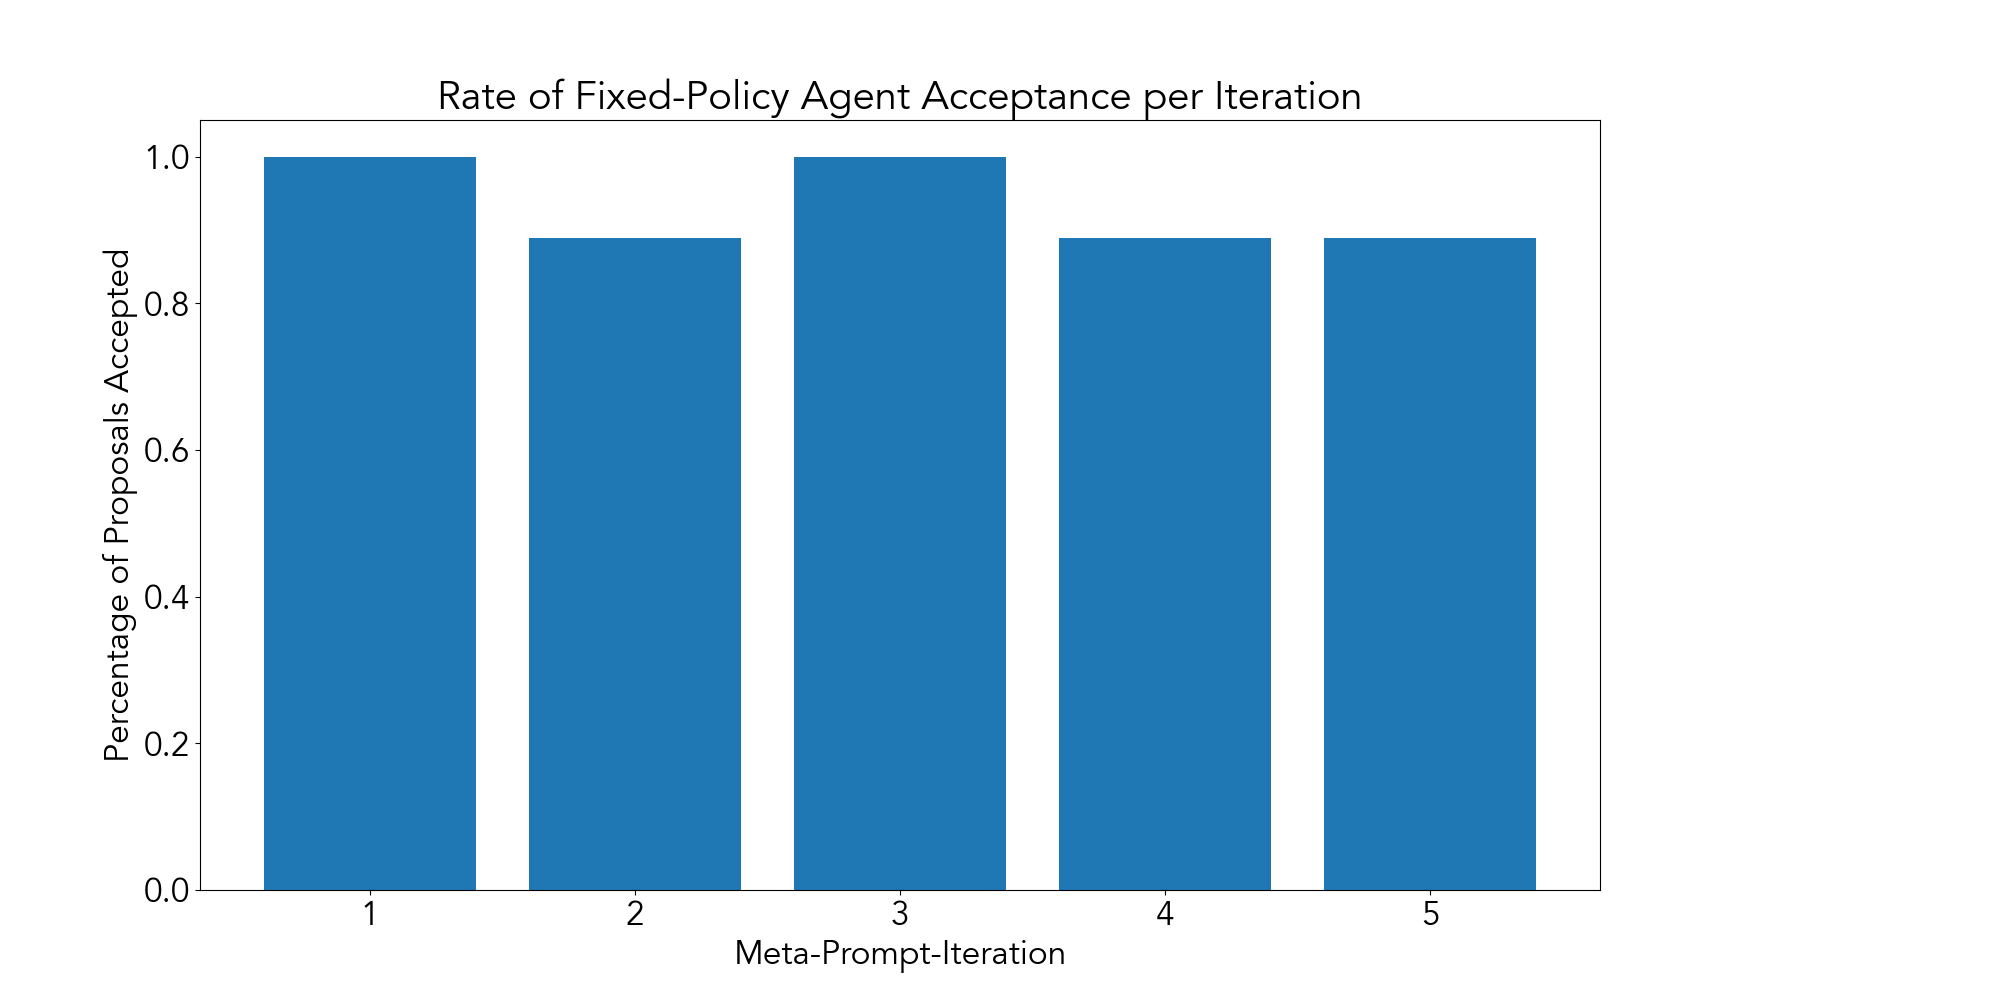 Rate of Fixed-Policy Agent Acceptance per Iteration
Percentage of Proposals Accepted
1.0
0.8
0.6
0.4
0.2
0.0
1 2 3 4 5
Meta-Prompt-Iteration